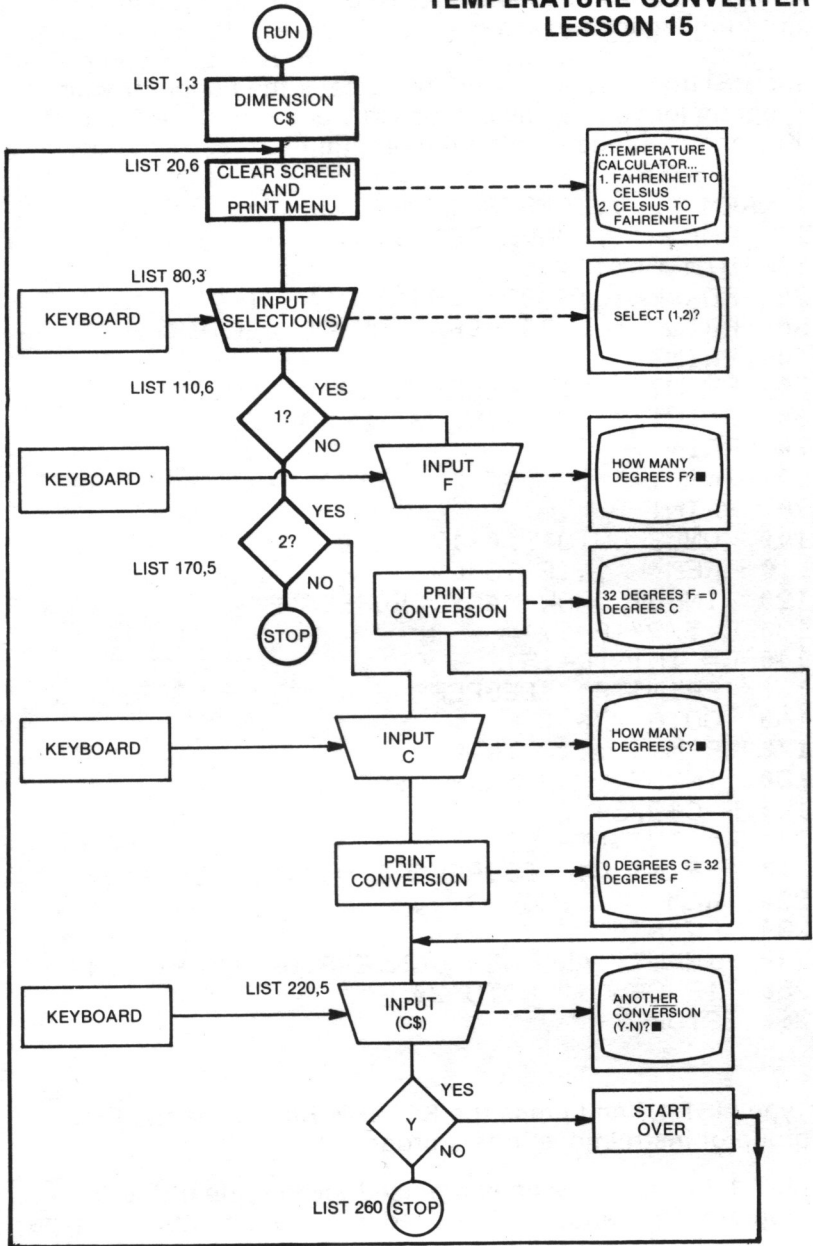 TEMPERATURE CONVERTER
LESSON 15
RUN
LIST 1,3
DIMENSION
C$
LIST 20,6
CLEAR SCREEN
AND
PRINT MENU
...TEMPERATURE
CALCULATOR...
1. FAHRENHEIT TO
CELSIUS
2. CELSIUS TO
FAHRENHEIT
LIST 80,3
KEYBOARD
INPUT
SELECTION(S)
SELECT (1,2)?
LIST 110,6
1?
YES
NO
KEYBOARD
INPUT
F
HOW MANY
DEGREES F?■
LIST 170,5
2?
YES
NO
STOP
PRINT
CONVERSION
32 DEGREES F = 0
DEGREES C
KEYBOARD
INPUT
C
HOW MANY
DEGREES C?■
PRINT
CONVERSION
0 DEGREES C = 32
DEGREES F
LIST 220,5
KEYBOARD
INPUT
(C$)
ANOTHER
CONVERSION
(Y-N)?■
Y
YES
NO
START
OVER
LIST 260
STOP